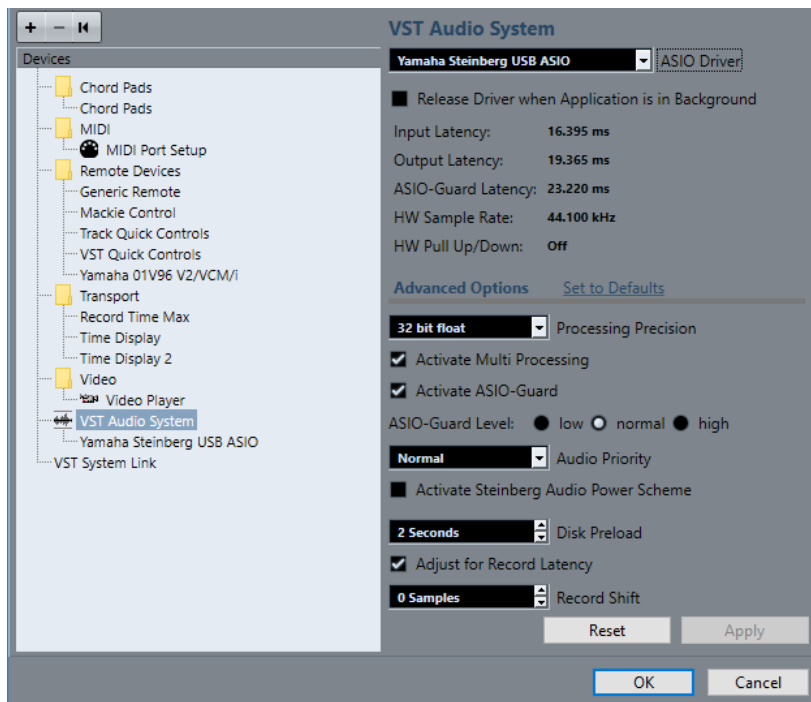 Devices
Chord Pads
Chord Pads
MIDI
MIDI Port Setup
Remote Devices
Generic Remote
Mackie Control
Track Quick Controls
VST Quick Controls
Yamaha 01V96 V2/VCM/i
Transport
Record Time Max
Time Display
Time Display 2
Video
Video Player
VST Audio System
Yamaha Steinberg USB ASIO
VST System Link
VST Audio System
Yamaha Steinberg USB ASIO ASIO Driver
Release Driver when Application is in Background
Input Latency: 16.395 ms
Output Latency: 19.365 ms
ASIO-Guard Latency: 23.220 ms
HW Sample Rate: 44.100 kHz
HW Pull Up/Down: Off
Advanced Options Set to Defaults
32 bit float Processing Precision
Activate Multi Processing
Activate ASIO-Guard
ASIO-Guard Level: low normal high
Normal Audio Priority
Activate Steinberg Audio Power Scheme
2 Seconds Disk Preload
Adjust for Record Latency
0 Samples Record Shift
Reset Apply
OK Cancel